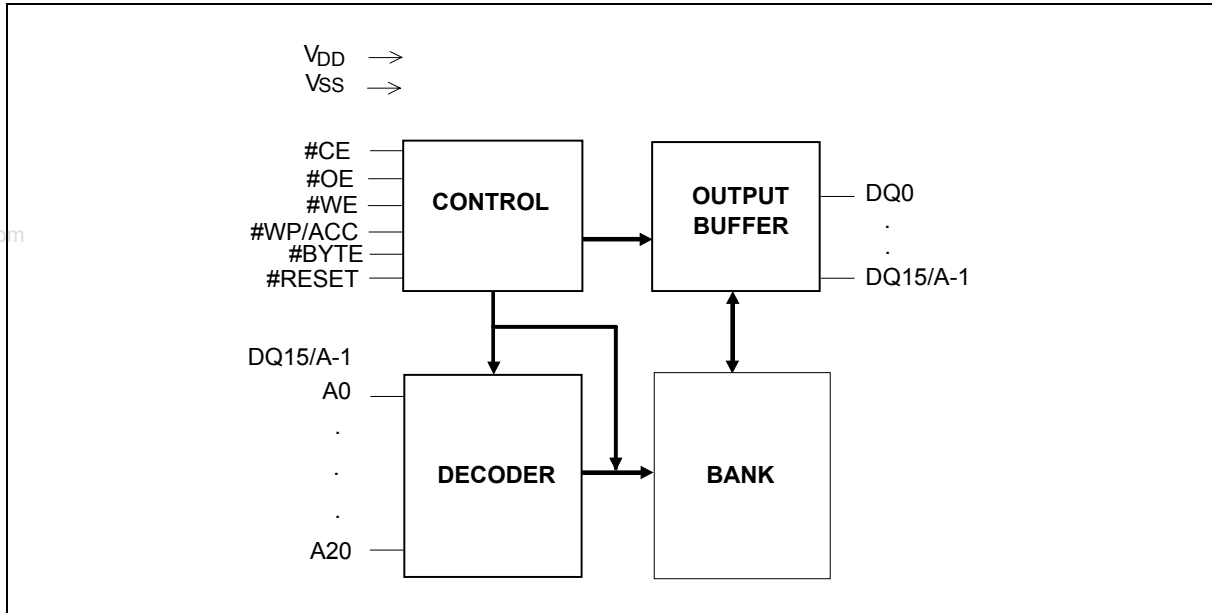 VDD
VSS
#CE
#OE
#WE
#WP/ACC
#BYTE
#RESET
CONTROL
OUTPUT
BUFFER
DQ0
.
.
DQ15/A-1
om
DQ15/A-1
A0
.
.
.
A20
DECODER
BANK